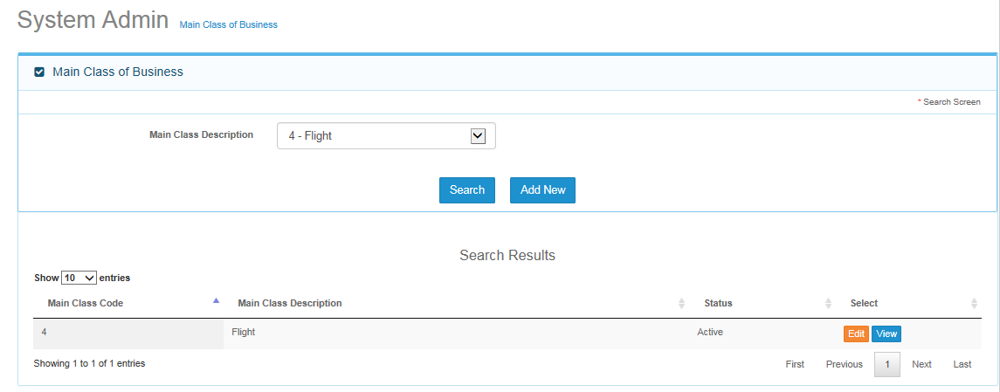 System Admin Main Class of Business
Main Class of Business
* Search Screen
Main Class Description 4 - Flight
Search Add New
Search Results
Show 10 entries
Main Class Code Main Class Description Status Select
4 Flight Active Edit View
Showing 1 to 1 of 1 entries First Previous 1 Next Last